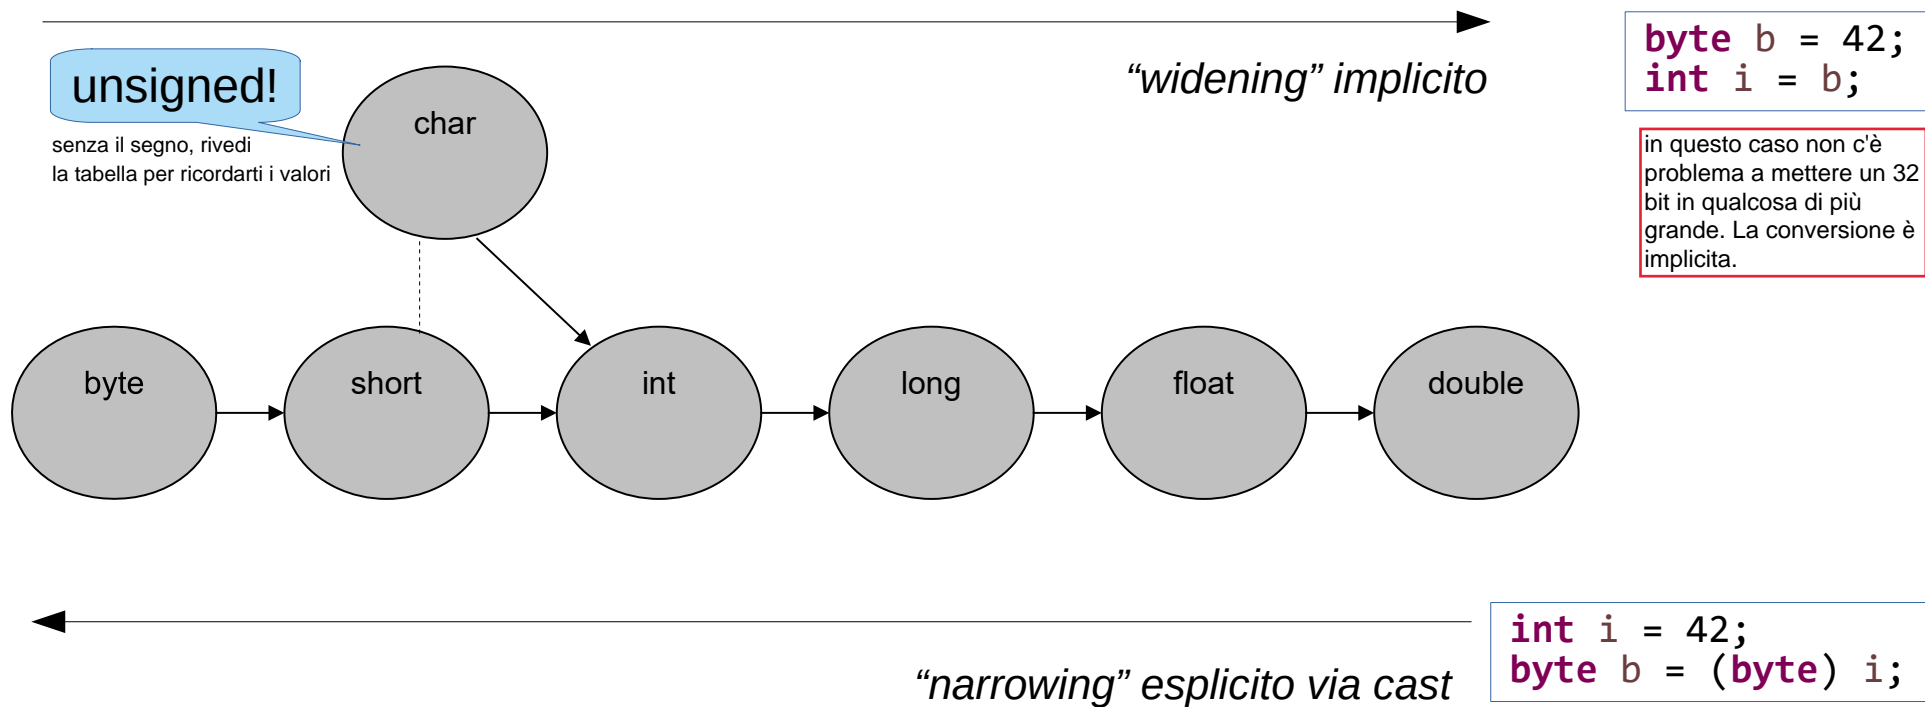 “widening” implicito
byte b = 42;
int i = b;
unsigned!
senza il segno, rivedi
la tabella per ricordarti i valori
char
in questo caso non c'è
problema a mettere un 32
bit in qualcosa di più
grande. La conversione è
implicita.
byte
short
int
long
float
double
“narrowing” esplicito via cast
int i = 42;
byte b = (byte) i;